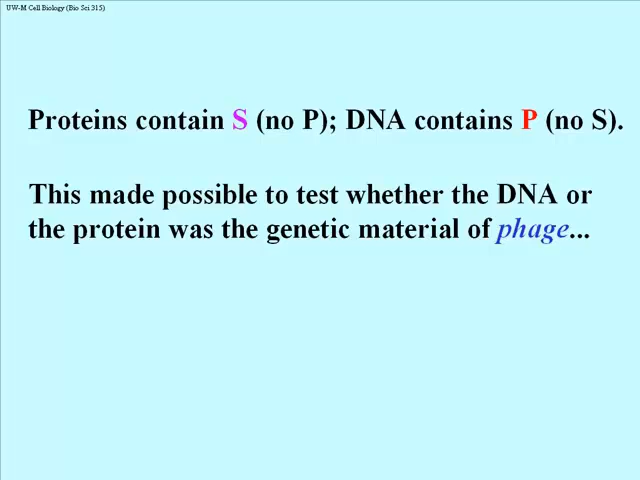 UW-M Cell Biology (Bio Sci 315)
Proteins contain S (no P); DNA contains P (no S).
This made possible to test whether the DNA or
the protein was the genetic material of phage...